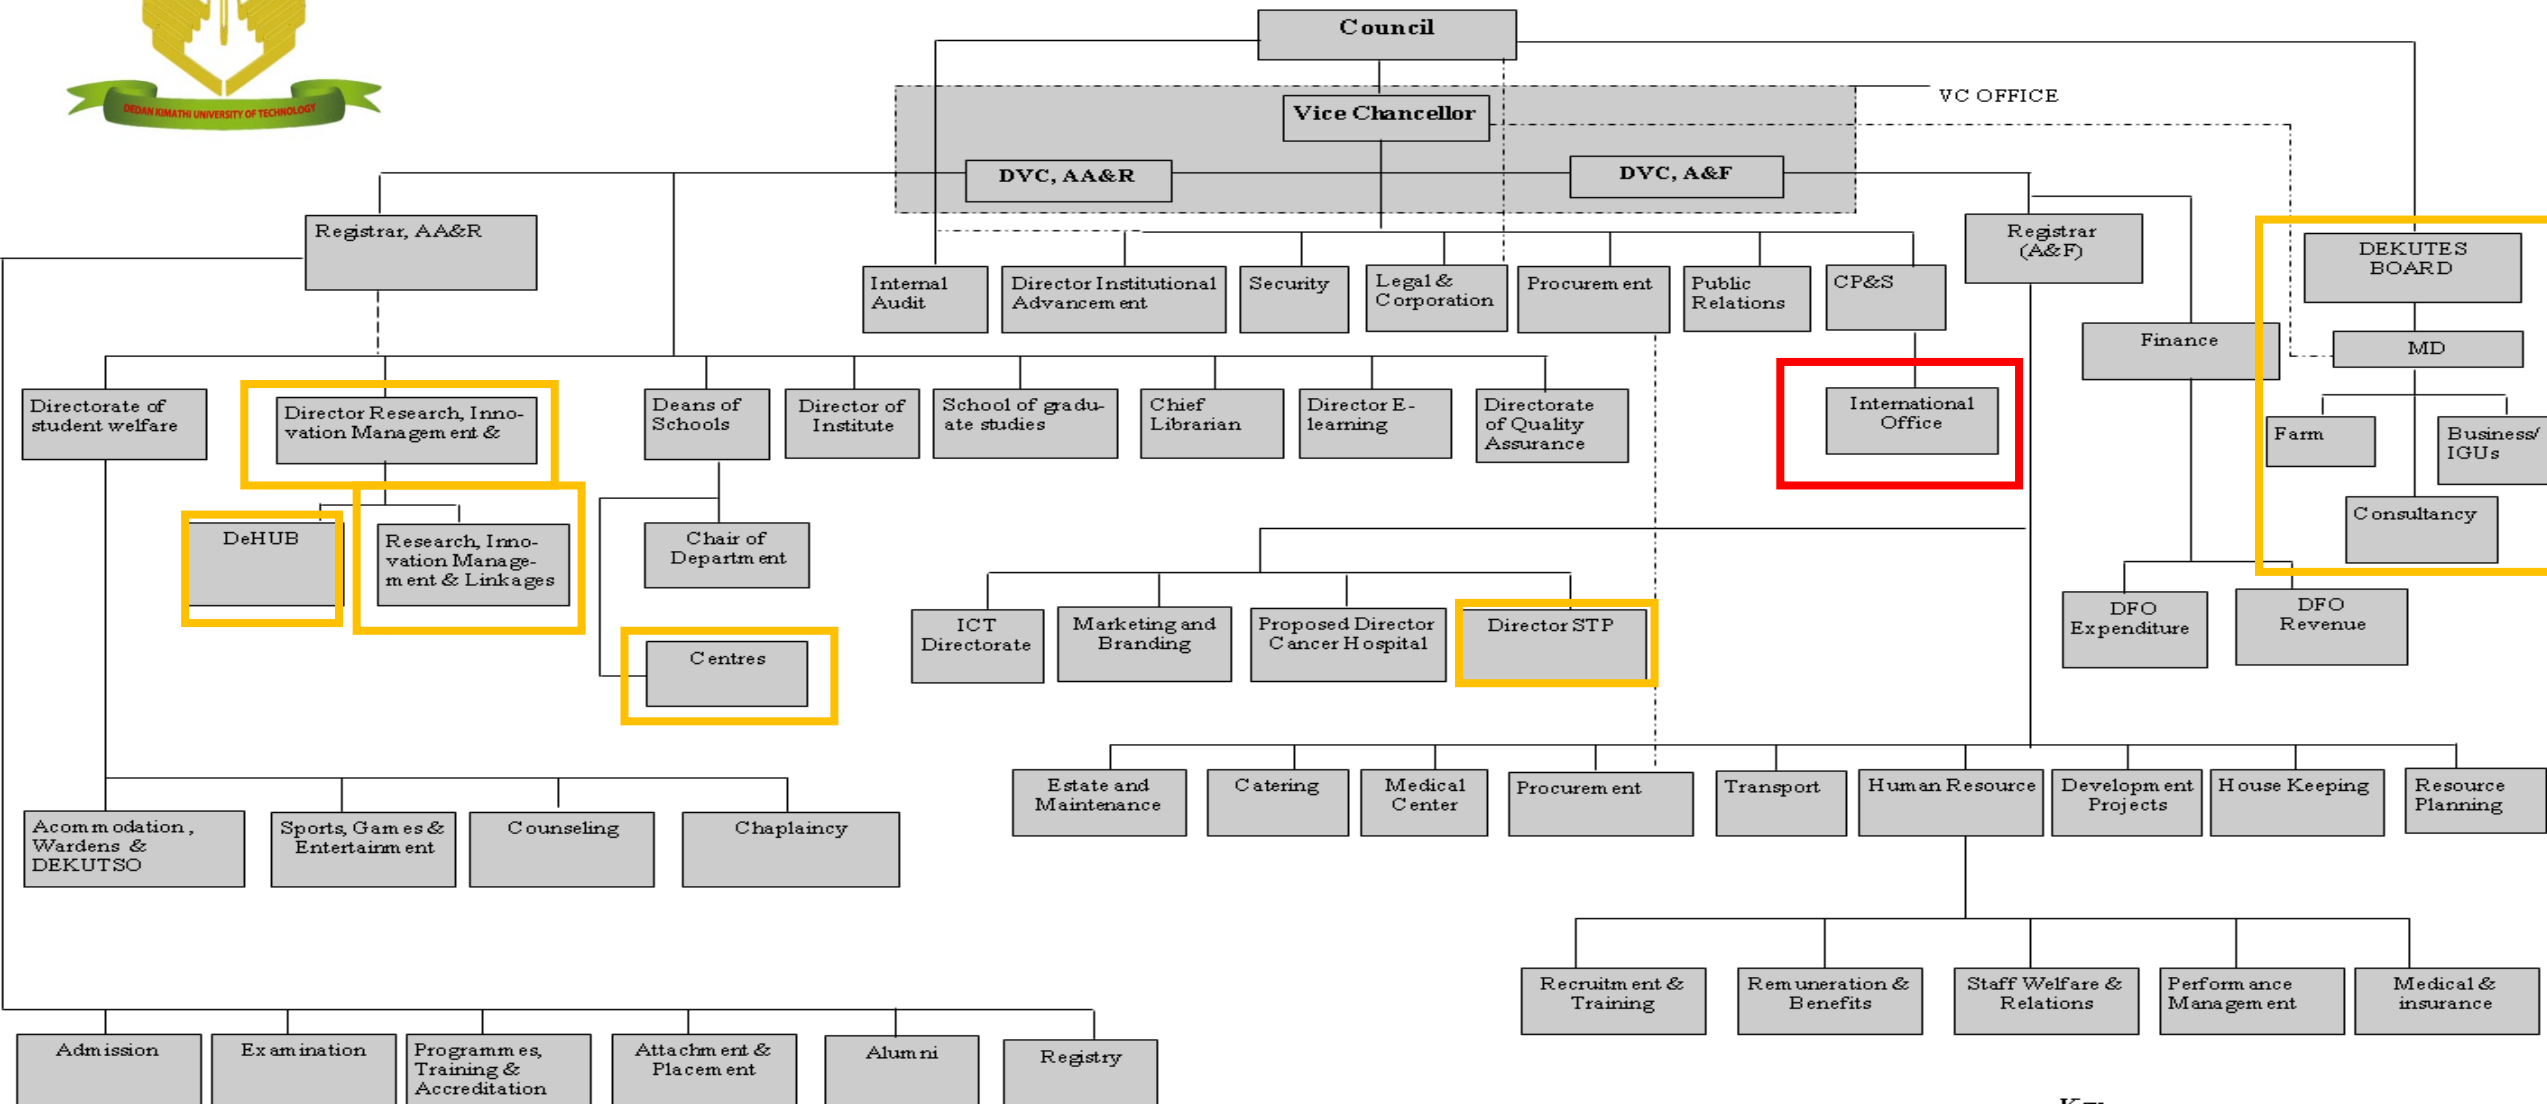 DEDAN KIMATHI UNIVERSITY OF TECHNOLOGY
Council
VC OFFICE
Vice Chancellor
DVC, AA&R
DVC, A&F
Registrar, AA&R
Registrar
(A&F)
DEKUTES
BOARD
Internal
Audit
Director Institutional
Advancement
Security
Legal &
Corporation
Procurement
Public
Relations
CP&S
Finance
MD
Directorate of
student welfare
Director Research, Inno-
vation Management &
Deans of
Schools
Director of
Institute
School of gradu-
ate studies
Chief
Librarian
Director E-
learning
Directorate
of Quality
Assurance
International
Office
Farm
Business/
IGUs
Consultancy
DeHUB
Research, Inno-
vation Manage-
ment & Linkages
Chair of
Department
Centres
ICT
Directorate
Marketing and
Branding
Proposed Director
Cancer Hospital
Director STP
DFO
Expenditure
DFO
Revenue
Estate and
Maintenance
Catering
Medical
Center
Procurement
Transport
Human Resource
Development
Projects
House Keeping
Resource
Planning
Acommodation,
Wardens &
DEKUTSO
Sports, Games &
Entertainment
Counseling
Chaplaincy
Recruitment &
Training
Remuneration &
Benefits
Staff Welfare &
Relations
Performance
Management
Medical &
insurance
Admission
Examination
Programmes,
Training &
Accreditation
Attachment &
Placement
Alumni
Registry